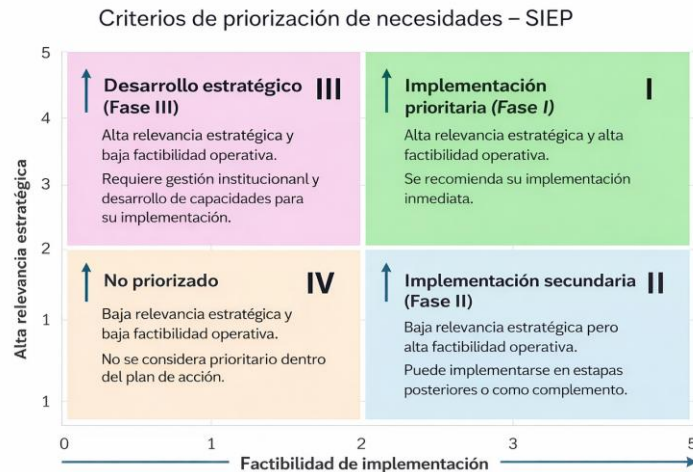 Criterios de priorización de necesidades – SIEP
5
Desarrollo estratégico III
(Fase III)
Alta relevancia estratégica y
baja factibilidad operativa.
Requiere gestión institucionanl y
desarrollo de capacidades para
su implementación.
Implementación I
prioritaria (Fase I)
Alta relevancia estratégica y alta
factibilidad operativa.
Se recomienda su implementación
inmediata.
4
3
2
No priorizado IV
Baja relevancia estratégica y
baja factibilidad operativa.
No se considera prioritario dentro
del plan de acción.
Implementación secundaria II
(Fase II)
Baja relevancia estratégica pero
alta factibilidad operativa.
Puede implementarse en estapas
posteriores o como complemento.
1
1
Alta relevancia estratégica
0 1 2 3 5
Factibilidad de implementación